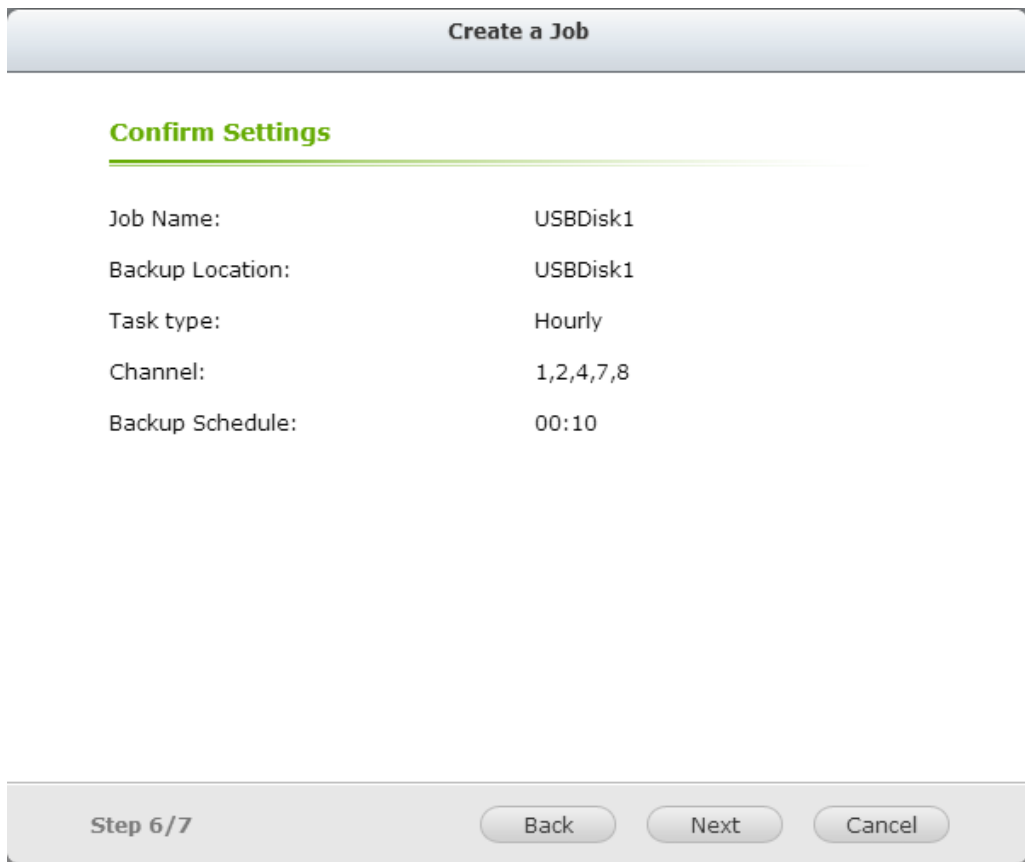 Create a Job
Confirm Settings
Job Name: USBDisk1
Backup Location: USBDisk1
Task type: Hourly
Channel: 1,2,4,7,8
Backup Schedule: 00:10
Step 6/7 Back Next Cancel